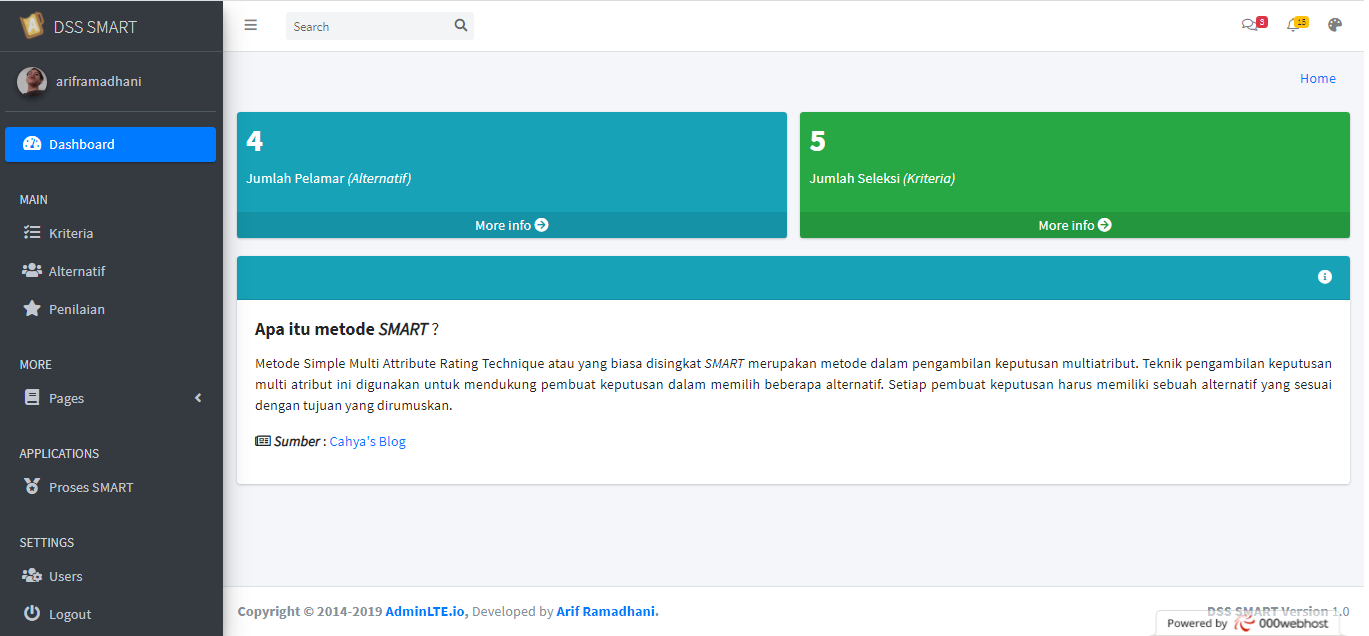 DSS SMART
Search
3
15
ariframadhani
Home
Dashboard
4
Jumlah Pelamar (Alternatif)
More info
5
Jumlah Seleksi (Kriteria)
More info
MAIN
Kriteria
Alternatif
Penilaian
MORE
Pages
APPLICATIONS
Proses SMART
SETTINGS
Users
Logout
Apa itu metode SMART ?
Metode Simple Multi Attribute Rating Technique atau yang biasa disingkat SMART merupakan metode dalam pengambilan keputusan multiatribut. Teknik pengambilan keputusan
multi atribut ini digunakan untuk mendukung pembuat keputusan dalam memilih beberapa alternatif. Setiap pembuat keputusan harus memiliki sebuah alternatif yang sesuai
dengan tujuan yang dirumuskan.
Sumber : Cahya's Blog
Copyright © 2014-2019 AdminLTE.io, Developed by Arif Ramadhani.
DSS SMART Version 1.0
Powered by 000webhost